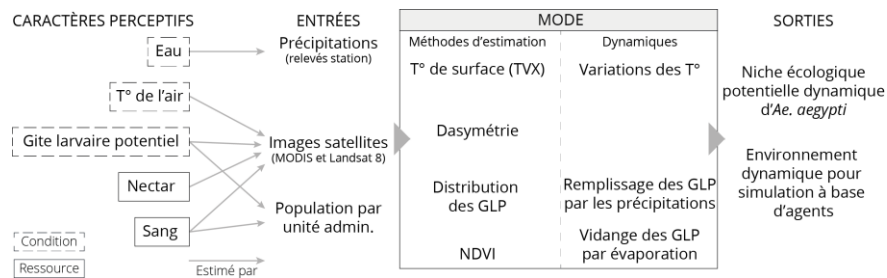 CARACTÈRES PERCEPTIFS
Eau
T° de l'air
Gite larvaire potentiel
Nectar
Sang
Condition
Ressource
Estimé par
ENTRÉES
Précipitations
(relevés station)
Images satellites
(MODIS et Landsat 8)
Population par
unité admin.
MODE
Méthodes d'estimation
T° de surface (TVX)
Dasymétrie
Distribution
des GLP
NDVI
Dynamiques
Variations des T°
Remplissage des GLP
par les précipitations
Vidange des GLP
par évaporation
SORTIES
Niche écologique
potentielle dynamique
d'Ae. aegypti
Environnement
dynamique pour
simulation à base
d'agents